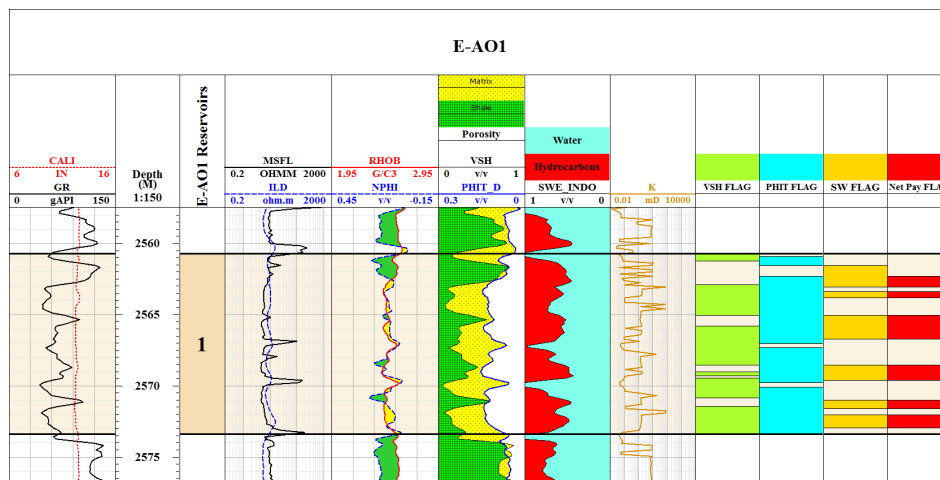 E-AO1
E-AO1 Reservoirs
Matrix
Shale
Porosity
Water
Hydrocarbons
CALI
6 IN 16
GR
0 gAPI 150
Depth
(M)
1:150
MSFL
0.2 OHMM 2000
ILD
0.2 ohm.m 2000
RHOB
1.95 G/C3 2.95
NPHI
0.45 v/v -0.15
VSH
0 v/v 1
PHIT_D
0.3 v/v 0
SWE_INDO
1 v/v 0
K
0.01 mD 10000
VSH FLAG
PHIT FLAG
SW FLAG
Net Pay FLA
2560
2565
1
2570
2575